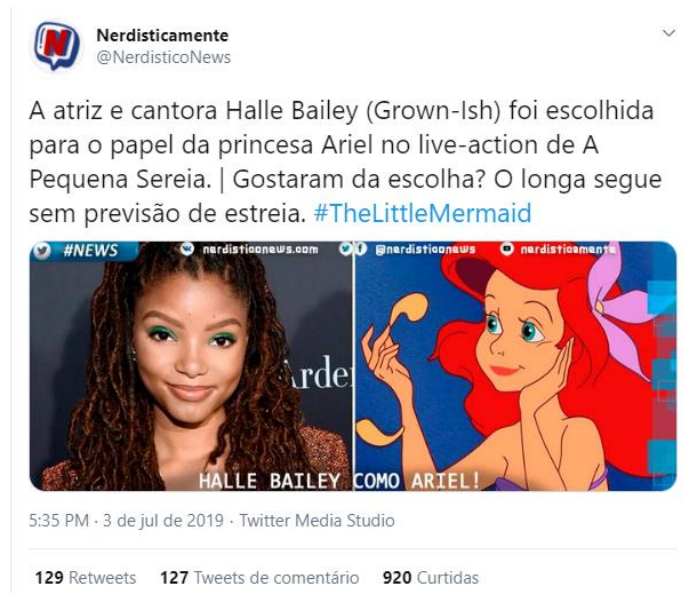 Nerdisticamente
@NerdisticoNews
A atriz e cantora Halle Bailey (Grown-Ish) foi escolhida
para o papel da princesa Ariel no live-action de A
Pequena Sereia. | Gostaram da escolha? O longa segue
sem previsão de estreia. #TheLittleMermaid
#NEWS nerdisticonews.com @nerdisticonews nerdisticamente
Arde
HALLE BAILEY COMO ARIEL!
5:35 PM · 3 de jul de 2019 · Twitter Media Studio
129 Retweets 127 Tweets de comentário 920 Curtidas